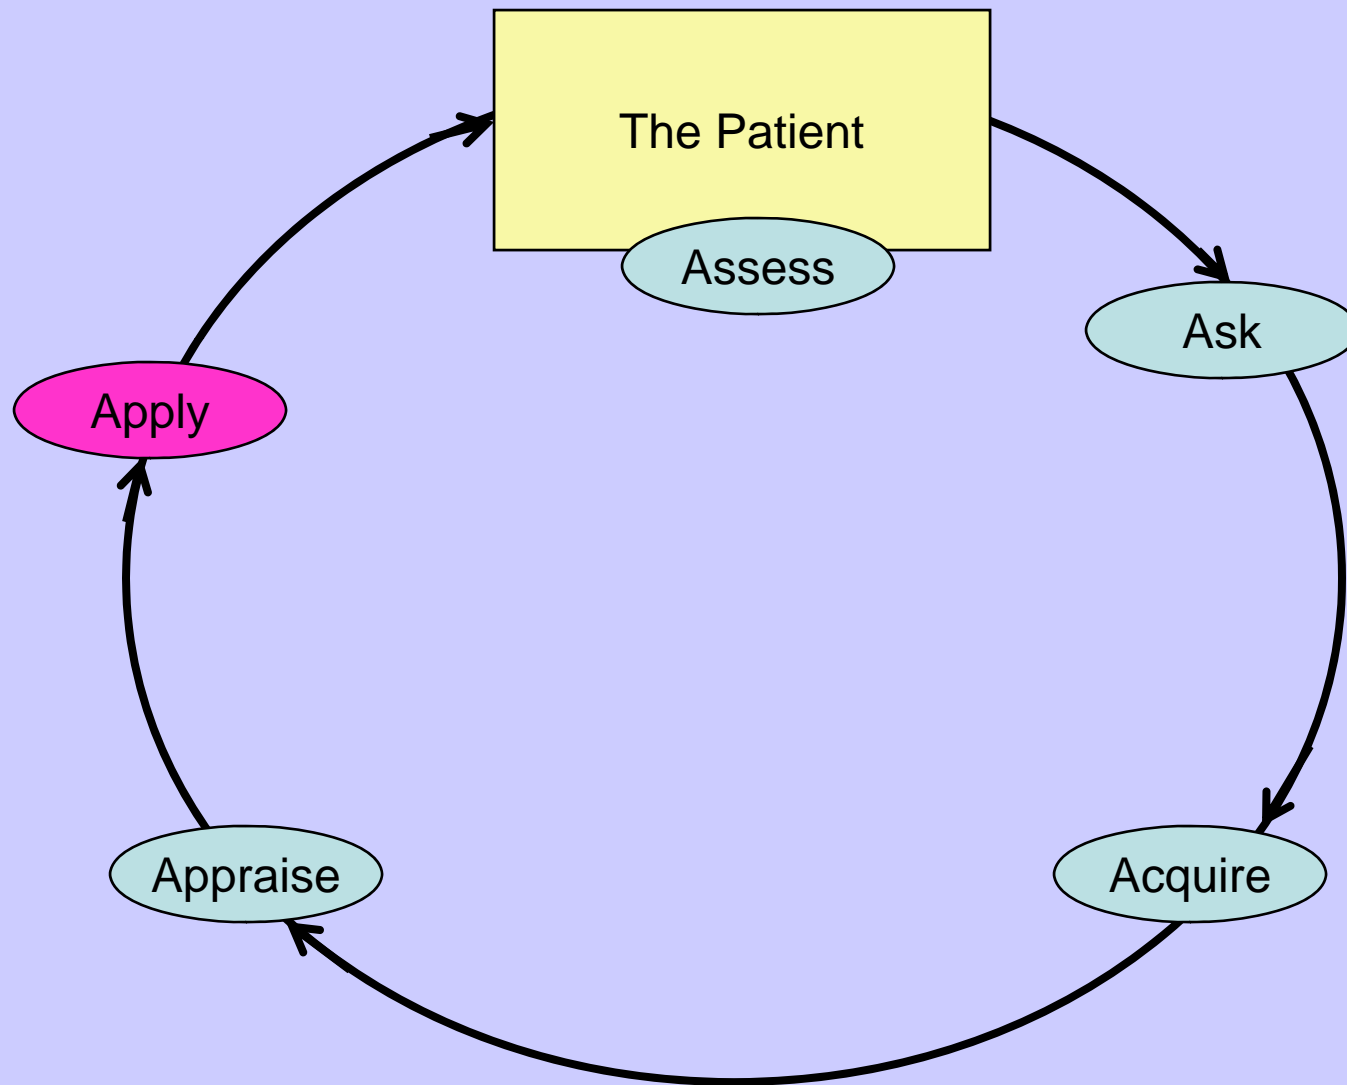 The Patient
Assess
Ask
Apply
Appraise
Acquire